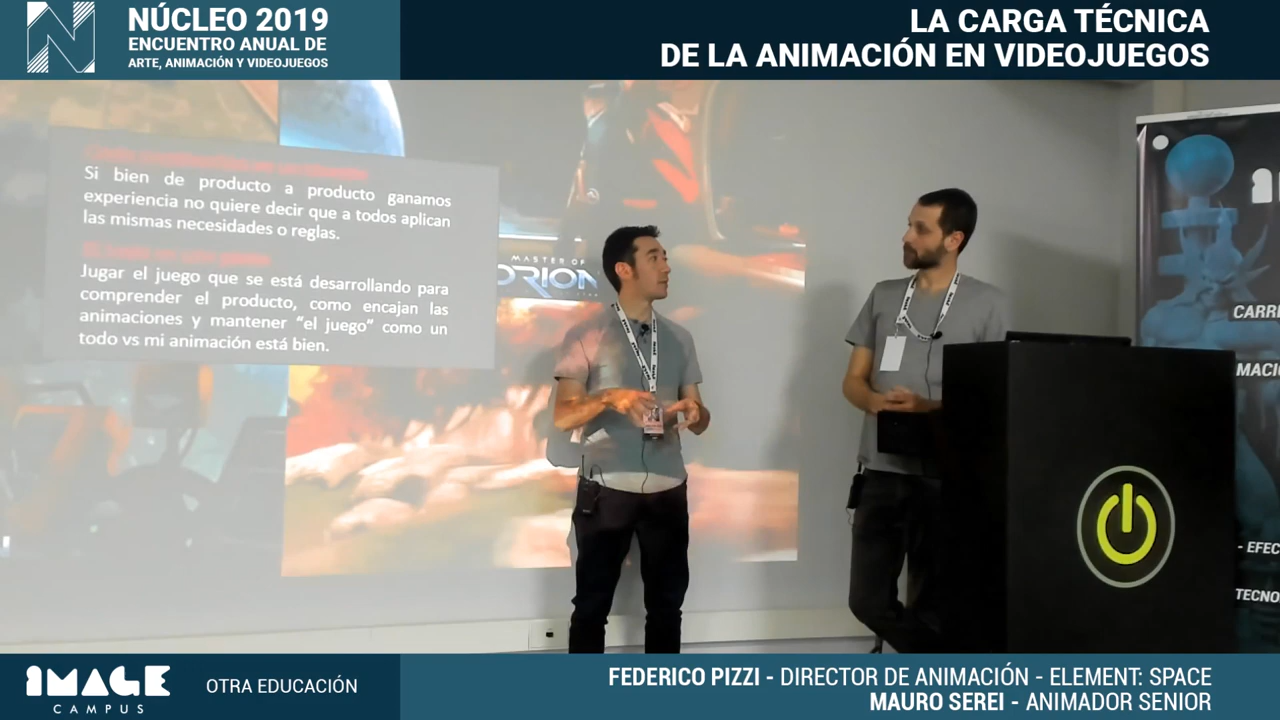 NÚCLEO 2019
ENCUENTRO ANUAL DE
ARTE, ANIMACIÓN Y VIDEOJUEGOS
LA CARGA TÉCNICA
DE LA ANIMACIÓN EN VIDEOJUEGOS
Si bien de producto a producto ganamos
experiencia no quiere decir que a todos aplican
las mismas necesidades o reglas.
Jugar el juego que se está desarrollando para
comprender el producto, como encajan las
animaciones y mantener “el juego” como un
todo vs mi animación está bien.
MASTER OF
ORION
CARRE
MACIO
- EFEC
TECNO
IMAGE
CAMPUS
OTRA EDUCACIÓN
FEDERICO PIZZI - DIRECTOR DE ANIMACIÓN - ELEMENT: SPACE
MAURO SEREI - ANIMADOR SENIOR